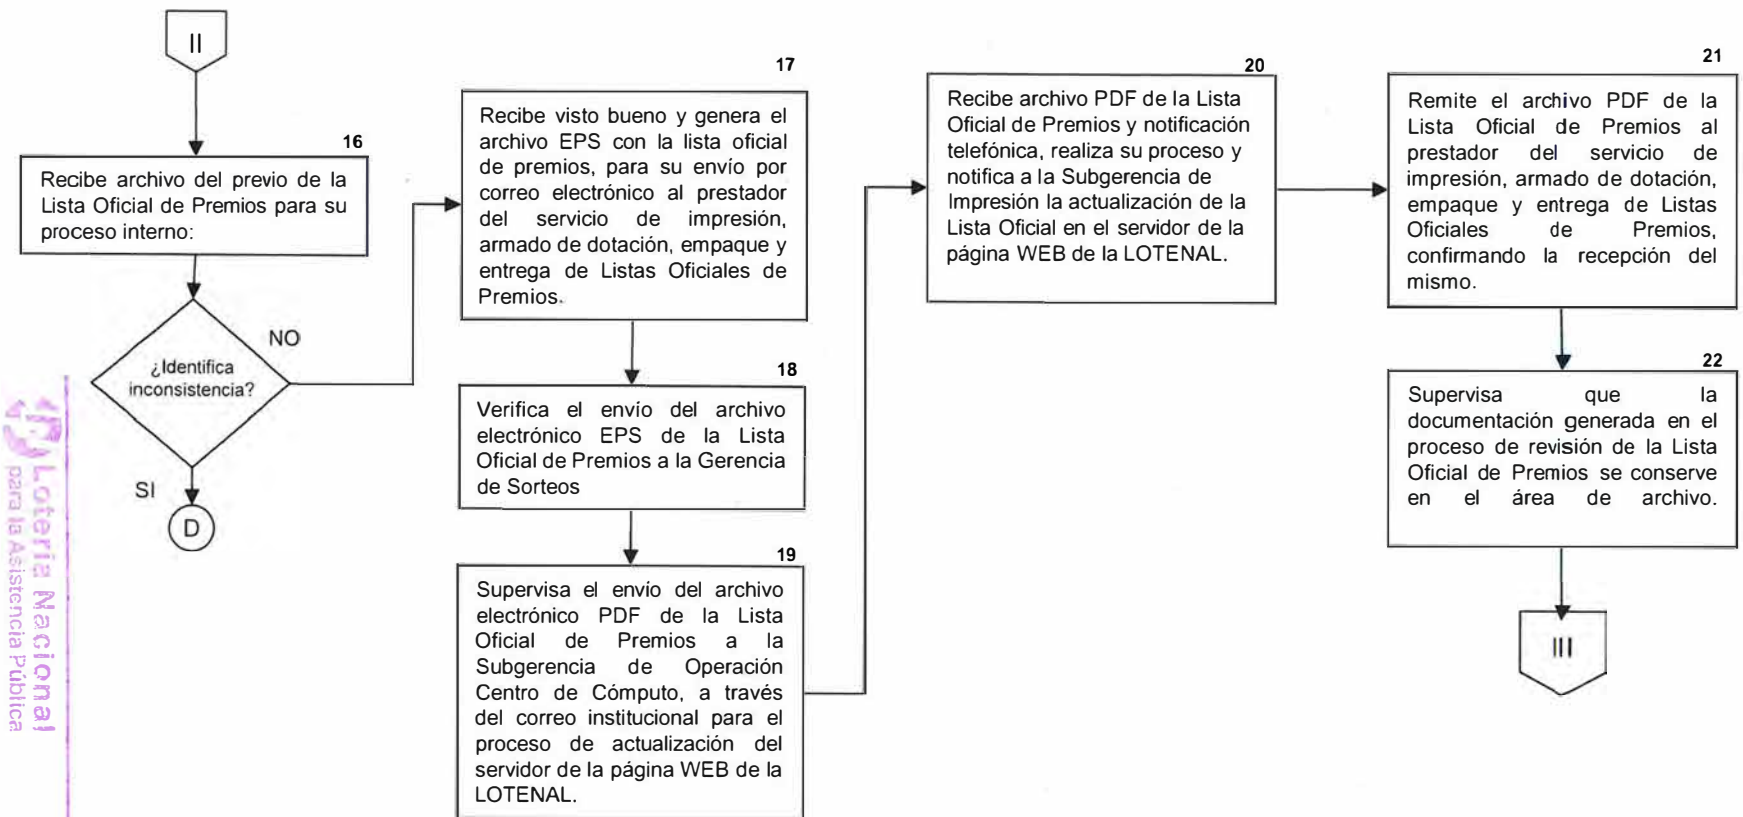 II
16
Recibe archivo del previo de la
Lista Oficial de Premios para su
proceso interno:
¿Identifica
inconsistencia?
NO
SI
D
17
Recibe visto bueno y genera el
archivo EPS con la lista oficial
de premios, para su envío por
correo electrónico al prestador
del servicio de impresión,
armado de dotación, empaque y
entrega de Listas Oficiales de
Premios.
18
Verifica el envío del archivo
electrónico EPS de la Lista
Oficial de Premios a la Gerencia
de Sorteos
19
Supervisa el envío del archivo
electrónico PDF de la Lista
Oficial de Premios a la
Subgerencia de Operación
Centro de Cómputo, a través
del correo institucional para el
proceso de actualización del
servidor de la página WEB de la
LOTENAL.
20
Recibe archivo PDF de la Lista
Oficial de Premios y notificación
telefónica, realiza su proceso y
notifica a la Subgerencia de
Impresión la actualización de la
Lista Oficial en el servidor de la
página WEB de la LOTENAL.
21
Remite el archivo PDF de la
Lista Oficial de Premios al
prestador del servicio de
impresión, armado de dotación,
empaque y entrega de Listas
Oficiales de Premios,
confirmando la recepción del
mismo.
22
Supervisa que la
documentación generada en el
proceso de revisión de la Lista
Oficial de Premios se conserve
en el área de archivo.
III
Lotería Nacional
para la Asistencia Pública